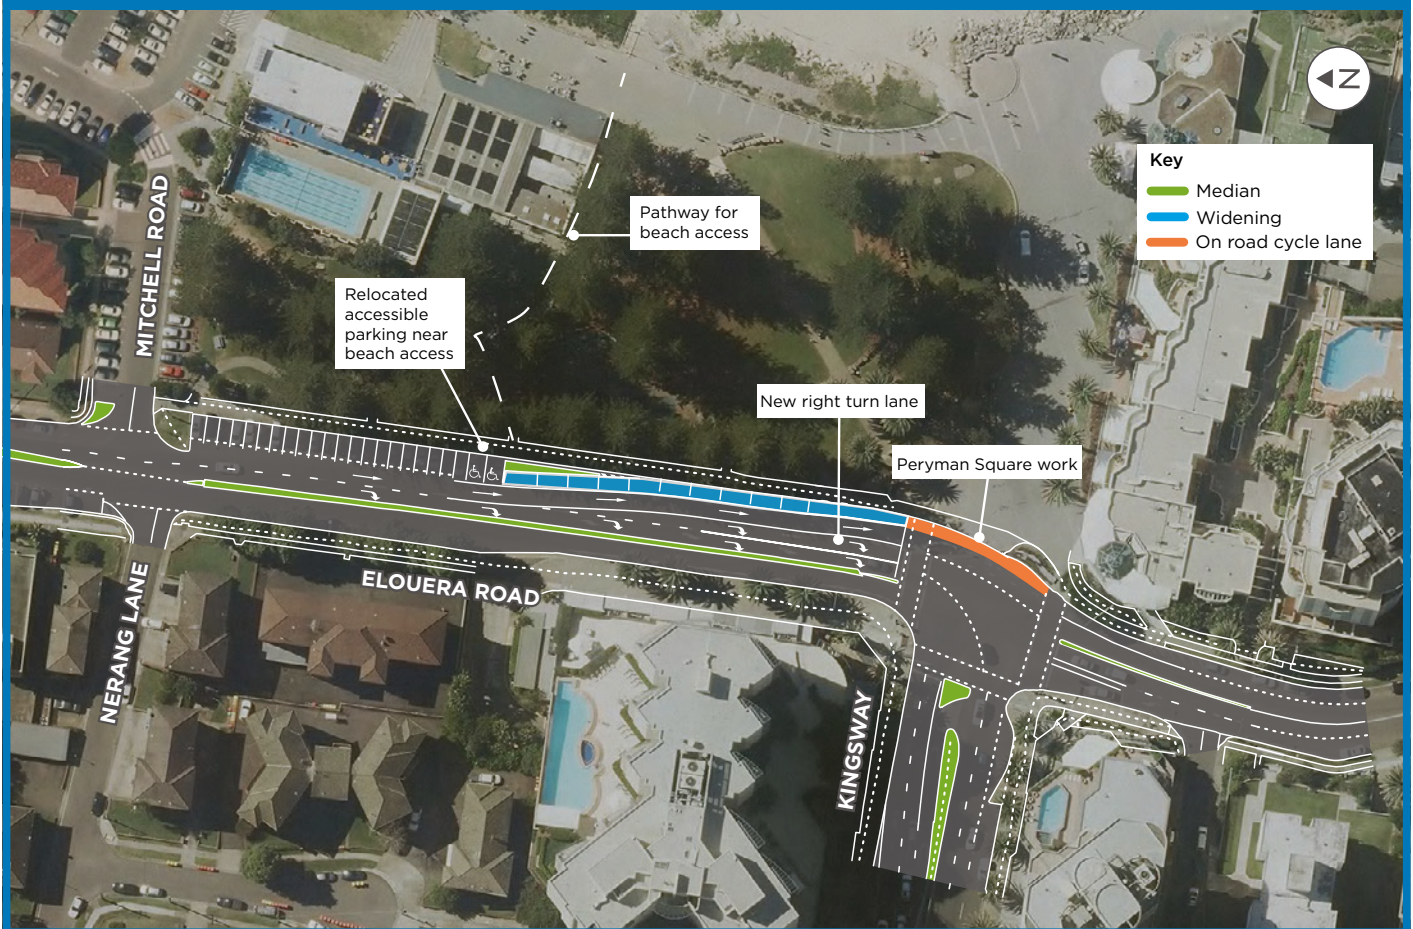 N
Key
Median
Widening
On road cycle lane
Pathway for
beach access
MITCHELL ROAD
Relocated
accessible
parking near
beach access
New right turn lane
Peryman Square work
ELOUERA ROAD
NERANG LANE
KINGSWAY